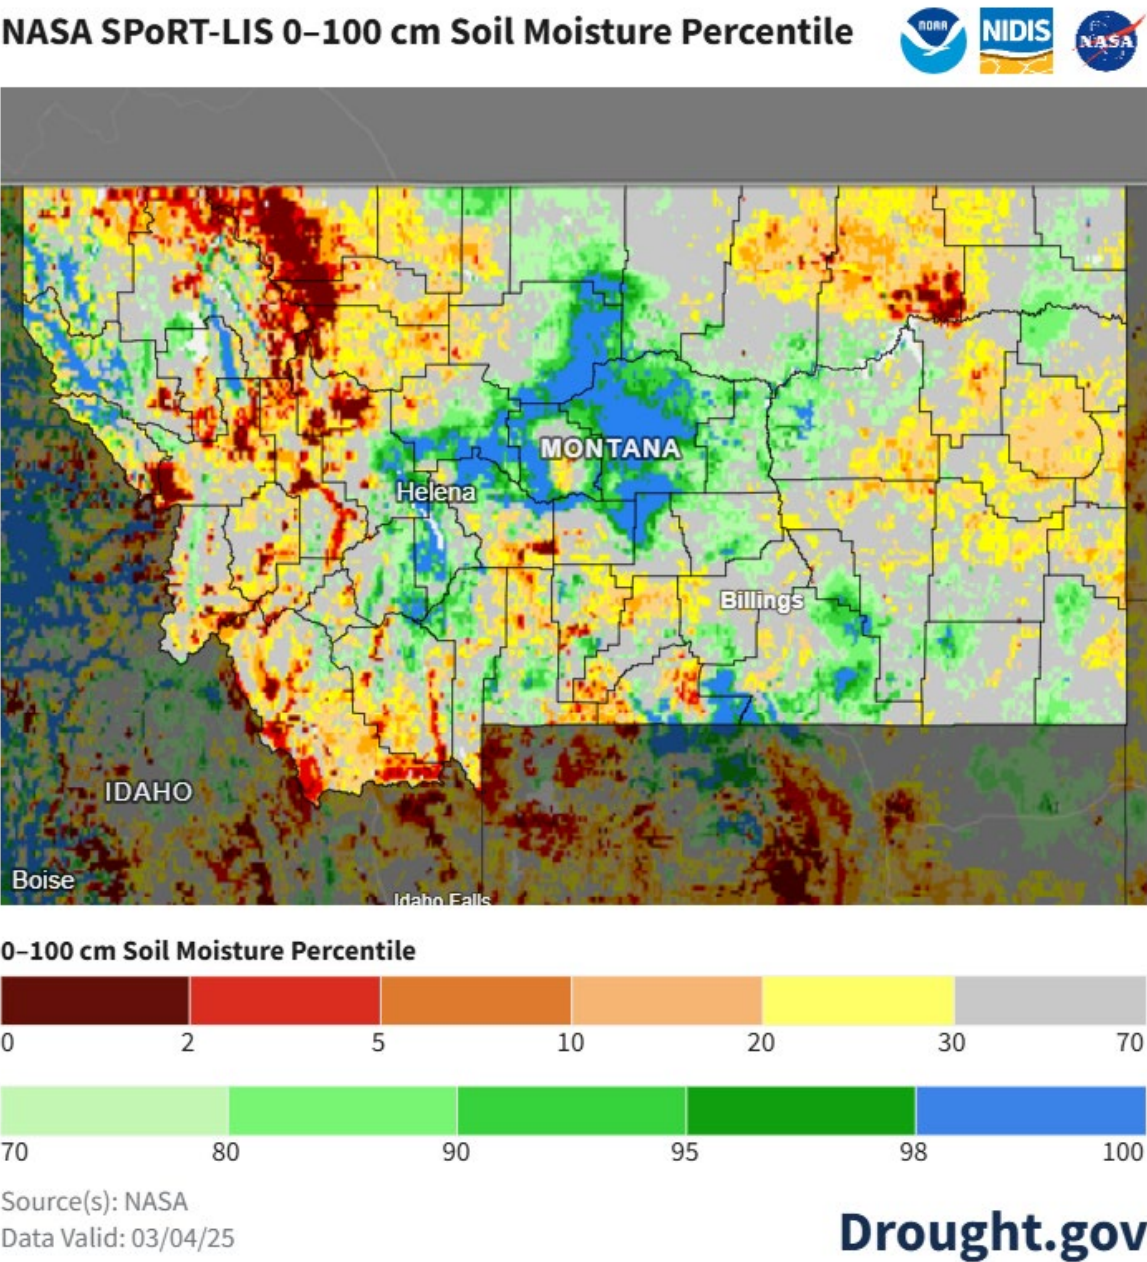 NASA SPoRT-LIS 0–100 cm Soil Moisture Percentile
NOAA
NIDIS
NASA
MONTANA
Helena
Billings
IDAHO
Boise
Idaho Falls
0–100 cm Soil Moisture Percentile
0 2 5 10 20 30 70
70 80 90 95 98 100
Source(s): NASA
Data Valid: 03/04/25
Drought.gov